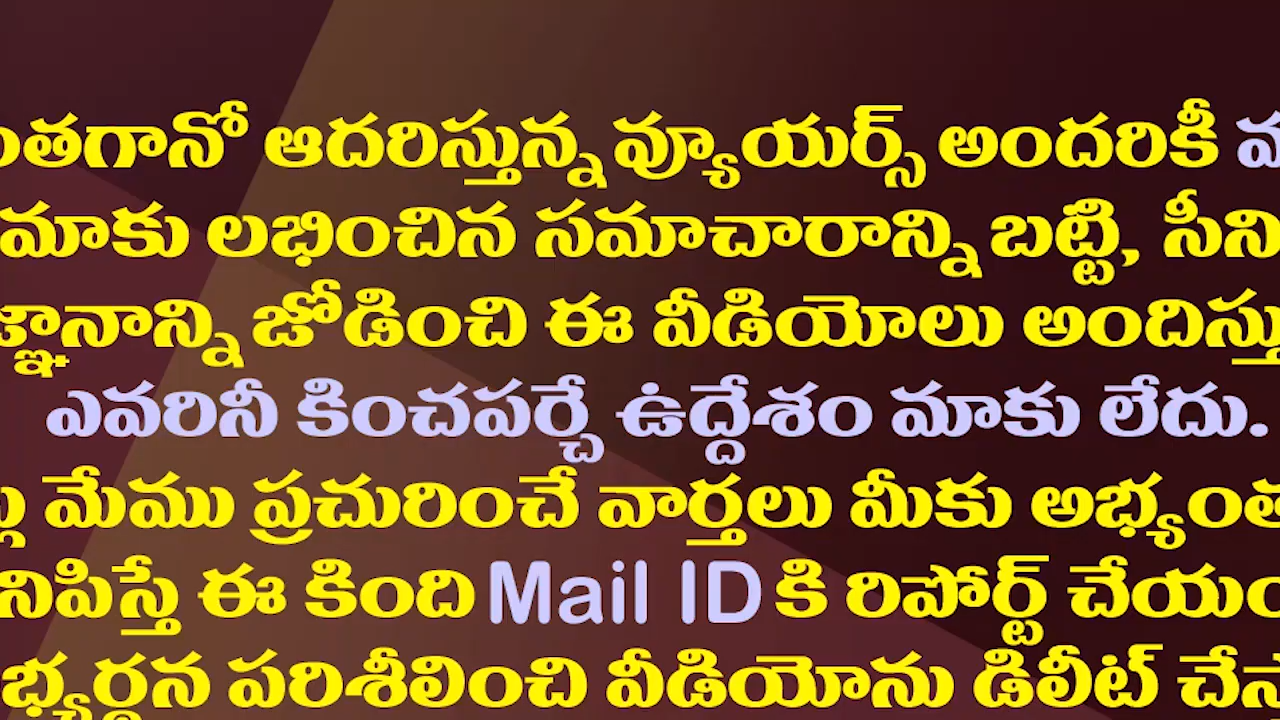 ఆదరిస్తున్న వ్యూయర్స్ అందరికీ
మాకు లభించిన సమాచారాన్ని బట్టి,
జోడించి ఈ వీడియోలు
ఎవరినీ కించపర్చే ఉద్దేశం మాకు లేదు.
మేము ప్రచురించే వార్తలు మీకు
ఈ కింది Mail ID కి రిపోర్ట్
పరిశీలించి వీడియోను డిలీట్